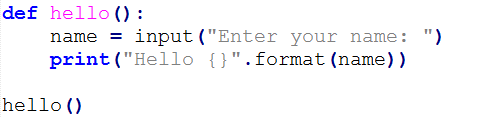 def hello():
    name = input("Enter your name: ")
    print("Hello {}".format(name))

hello()